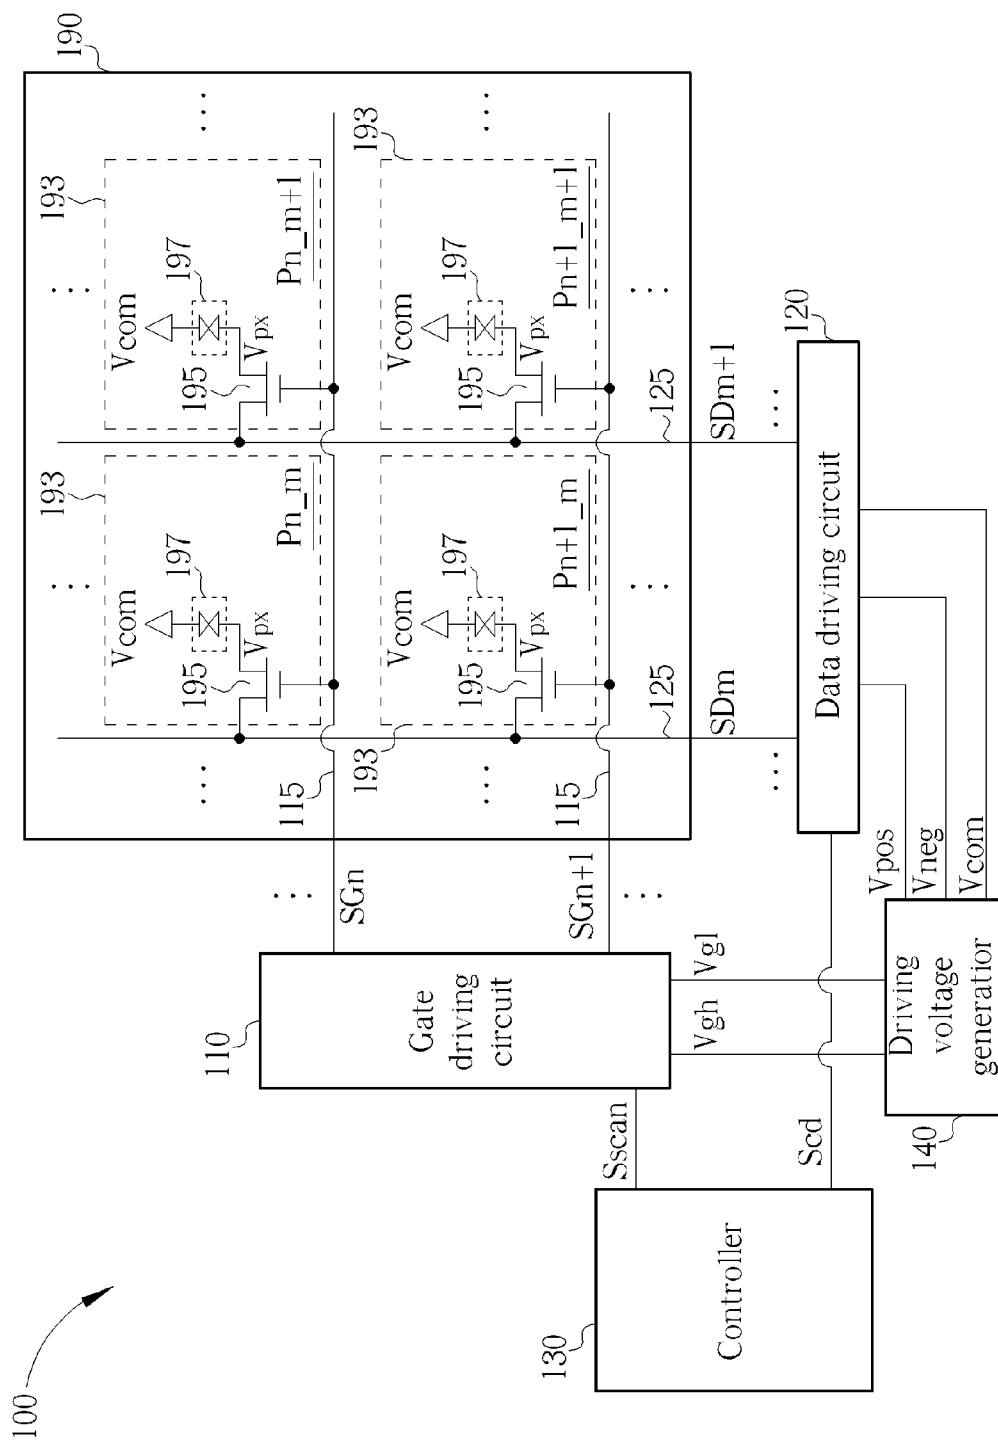 100
190
193
193
Vcom
197
195
Vpx
Pn_m
Vcom
197
195
Vpx
Pn_m+1
110
Gate
driving
circuit
SGn
115
193
193
Vcom
197
195
Vpx
Pn+1_m
Vcom
197
195
Vpx
Pn+1_m+1
SGn+1
115
125
125
130
Controller
Sscan
Vgh
Vgl
SDm
SDm+1
120
Data driving circuit
Scd
140
Driving
voltage
generatior
Vpos
Vneg
Vcom